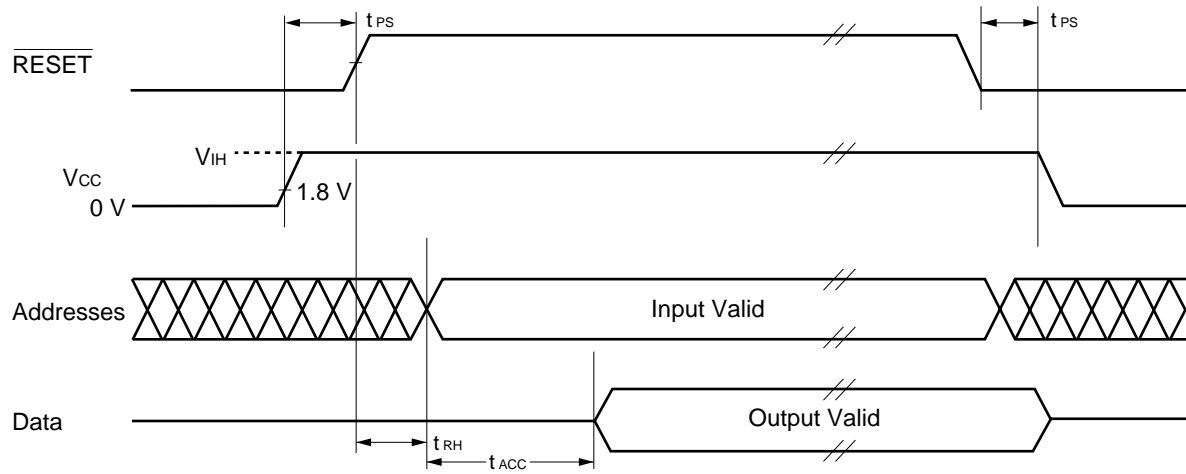 t PS
t PS
RESET
VIH
VCC
1.8 V
0 V
Addresses
Input Valid
Data
Output Valid
t RH
t ACC